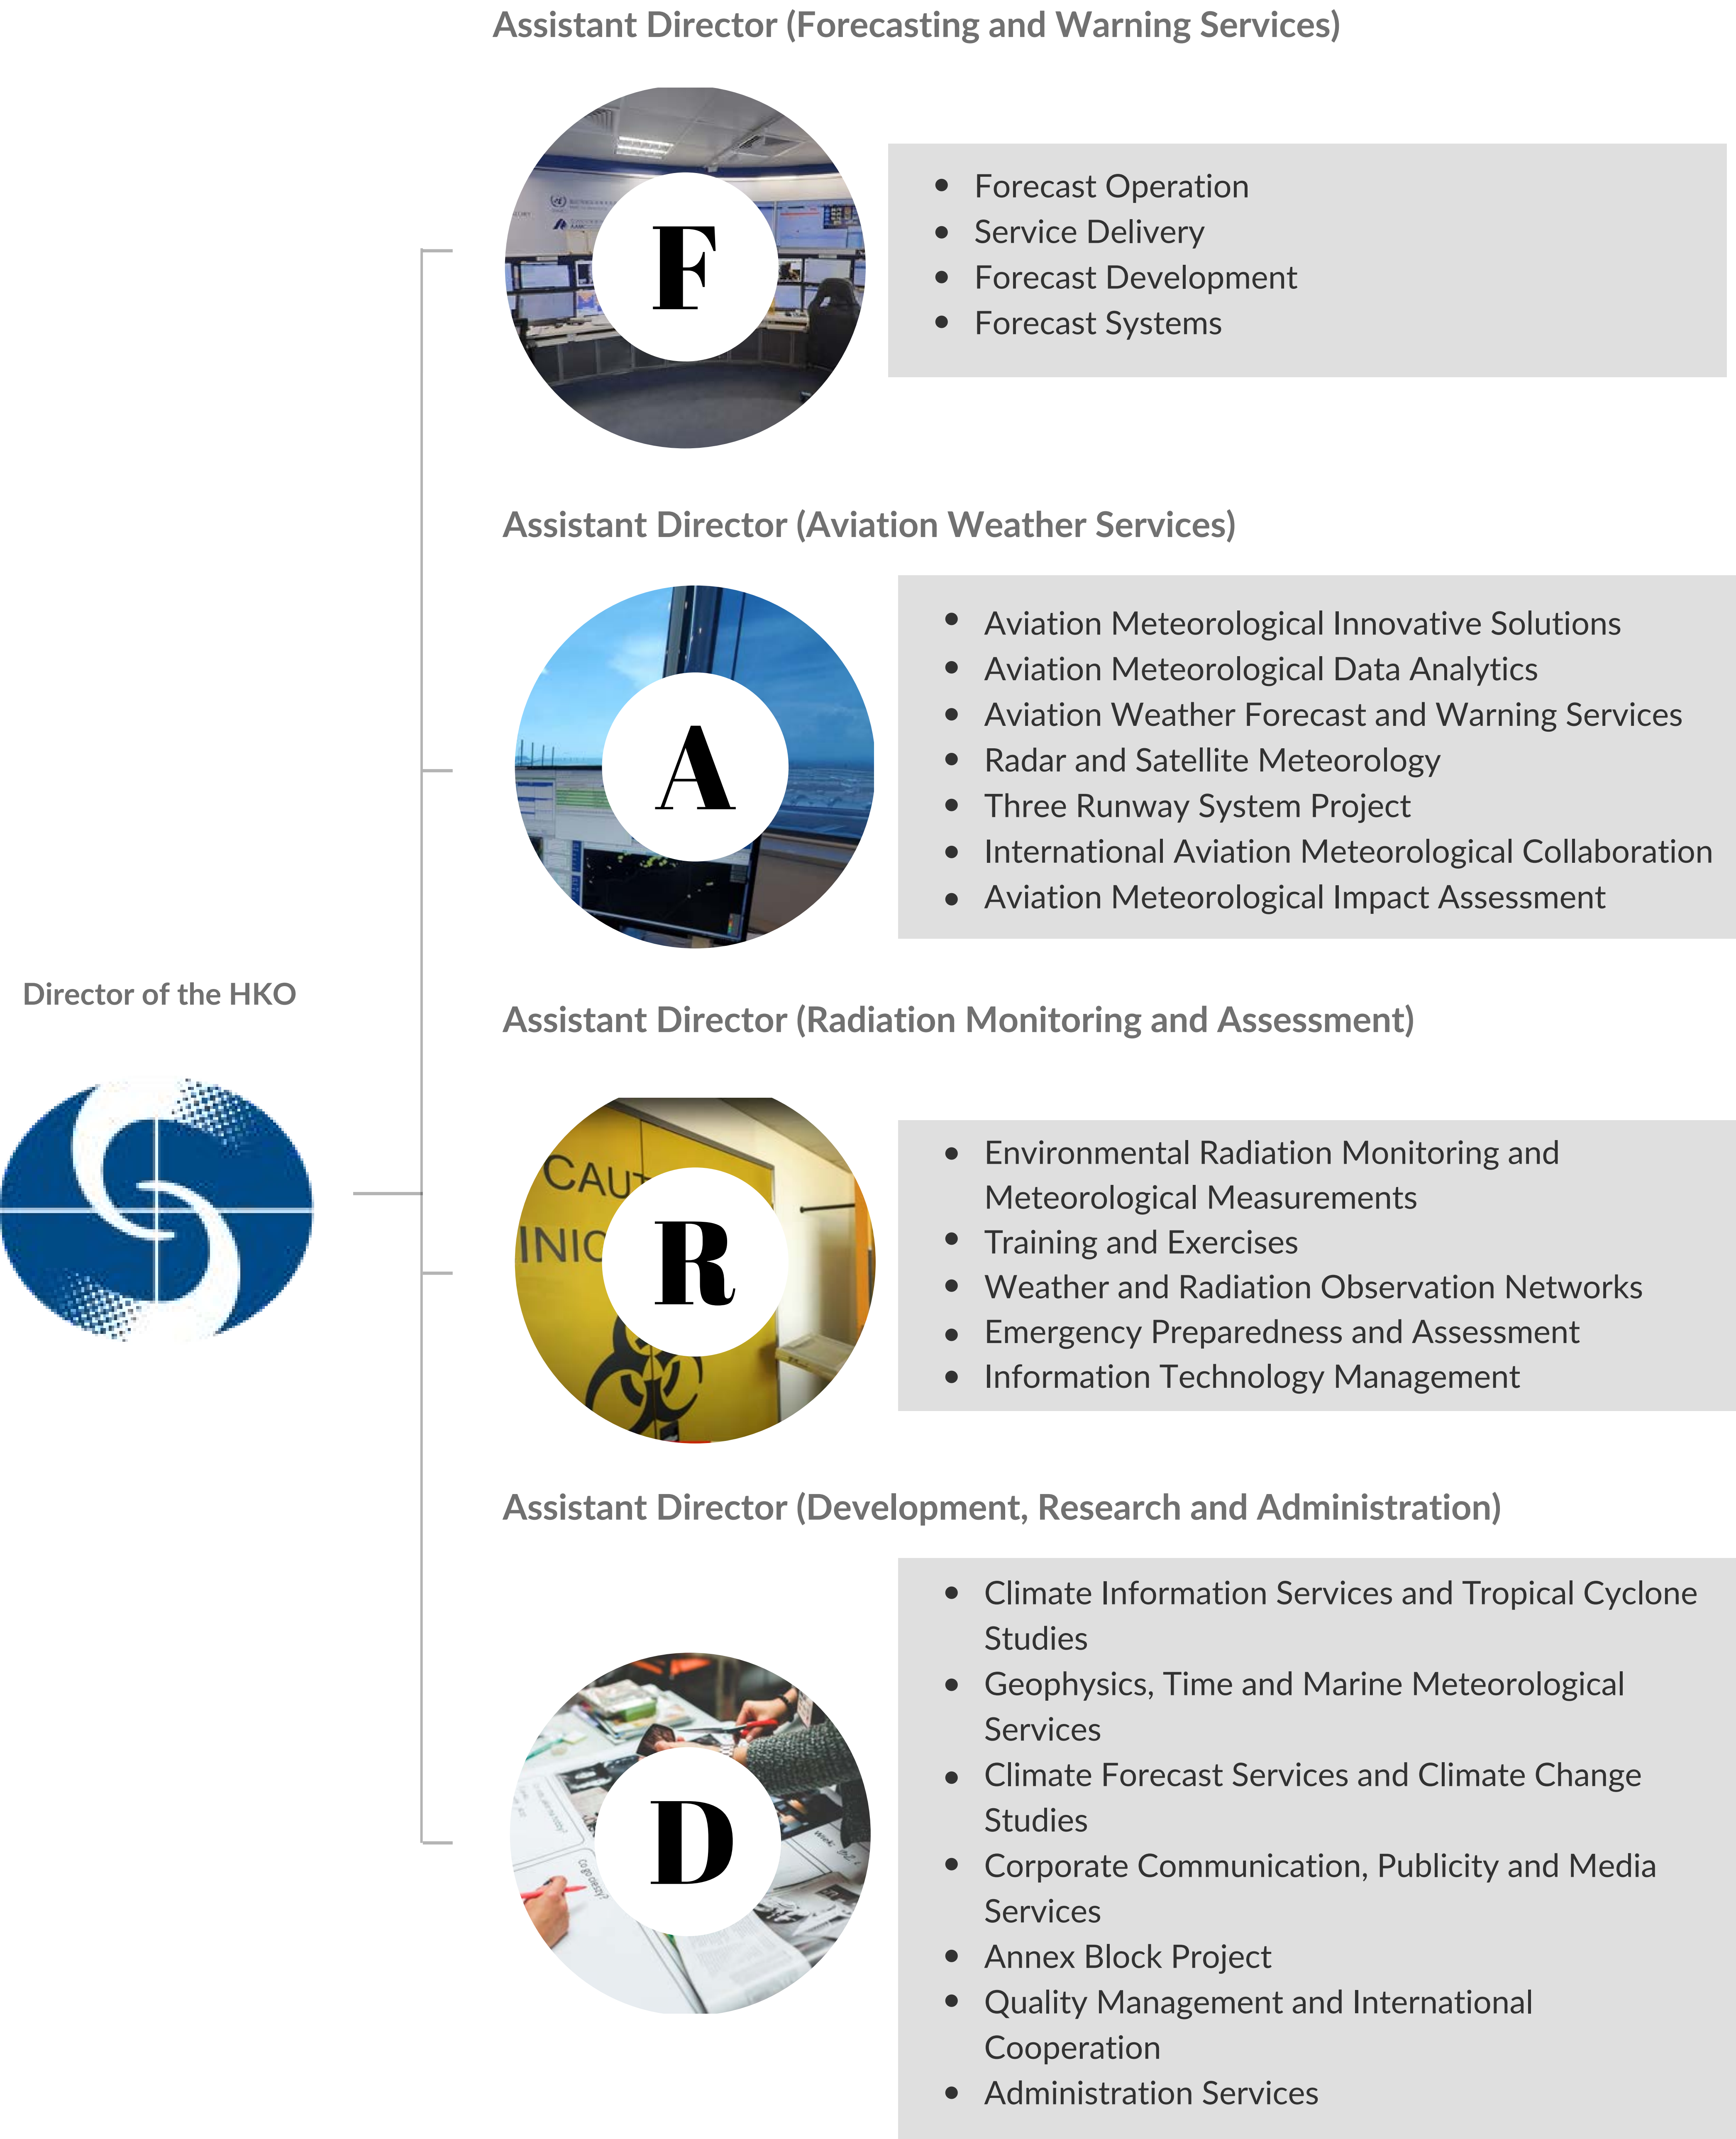 Assistant Director (Forecasting and Warning Services)
F
Forecast Operation
Service Delivery
Forecast Development
Forecast Systems
Assistant Director (Aviation Weather Services)
A
Aviation Meteorological Innovative Solutions
Aviation Meteorological Data Analytics
Aviation Weather Forecast and Warning Services
Radar and Satellite Meteorology
Three Runway System Project
International Aviation Meteorological Collaboration
Aviation Meteorological Impact Assessment
Director of the HKO
Assistant Director (Radiation Monitoring and Assessment)
CAUT
INIC
R
Environmental Radiation Monitoring and
Meteorological Measurements
Training and Exercises
Weather and Radiation Observation Networks
Emergency Preparedness and Assessment
Information Technology Management
Assistant Director (Development, Research and Administration)
D
Climate Information Services and Tropical Cyclone
Studies
Geophysics, Time and Marine Meteorological
Services
Climate Forecast Services and Climate Change
Studies
Corporate Communication, Publicity and Media
Services
Annex Block Project
Quality Management and International
Cooperation
Administration Services